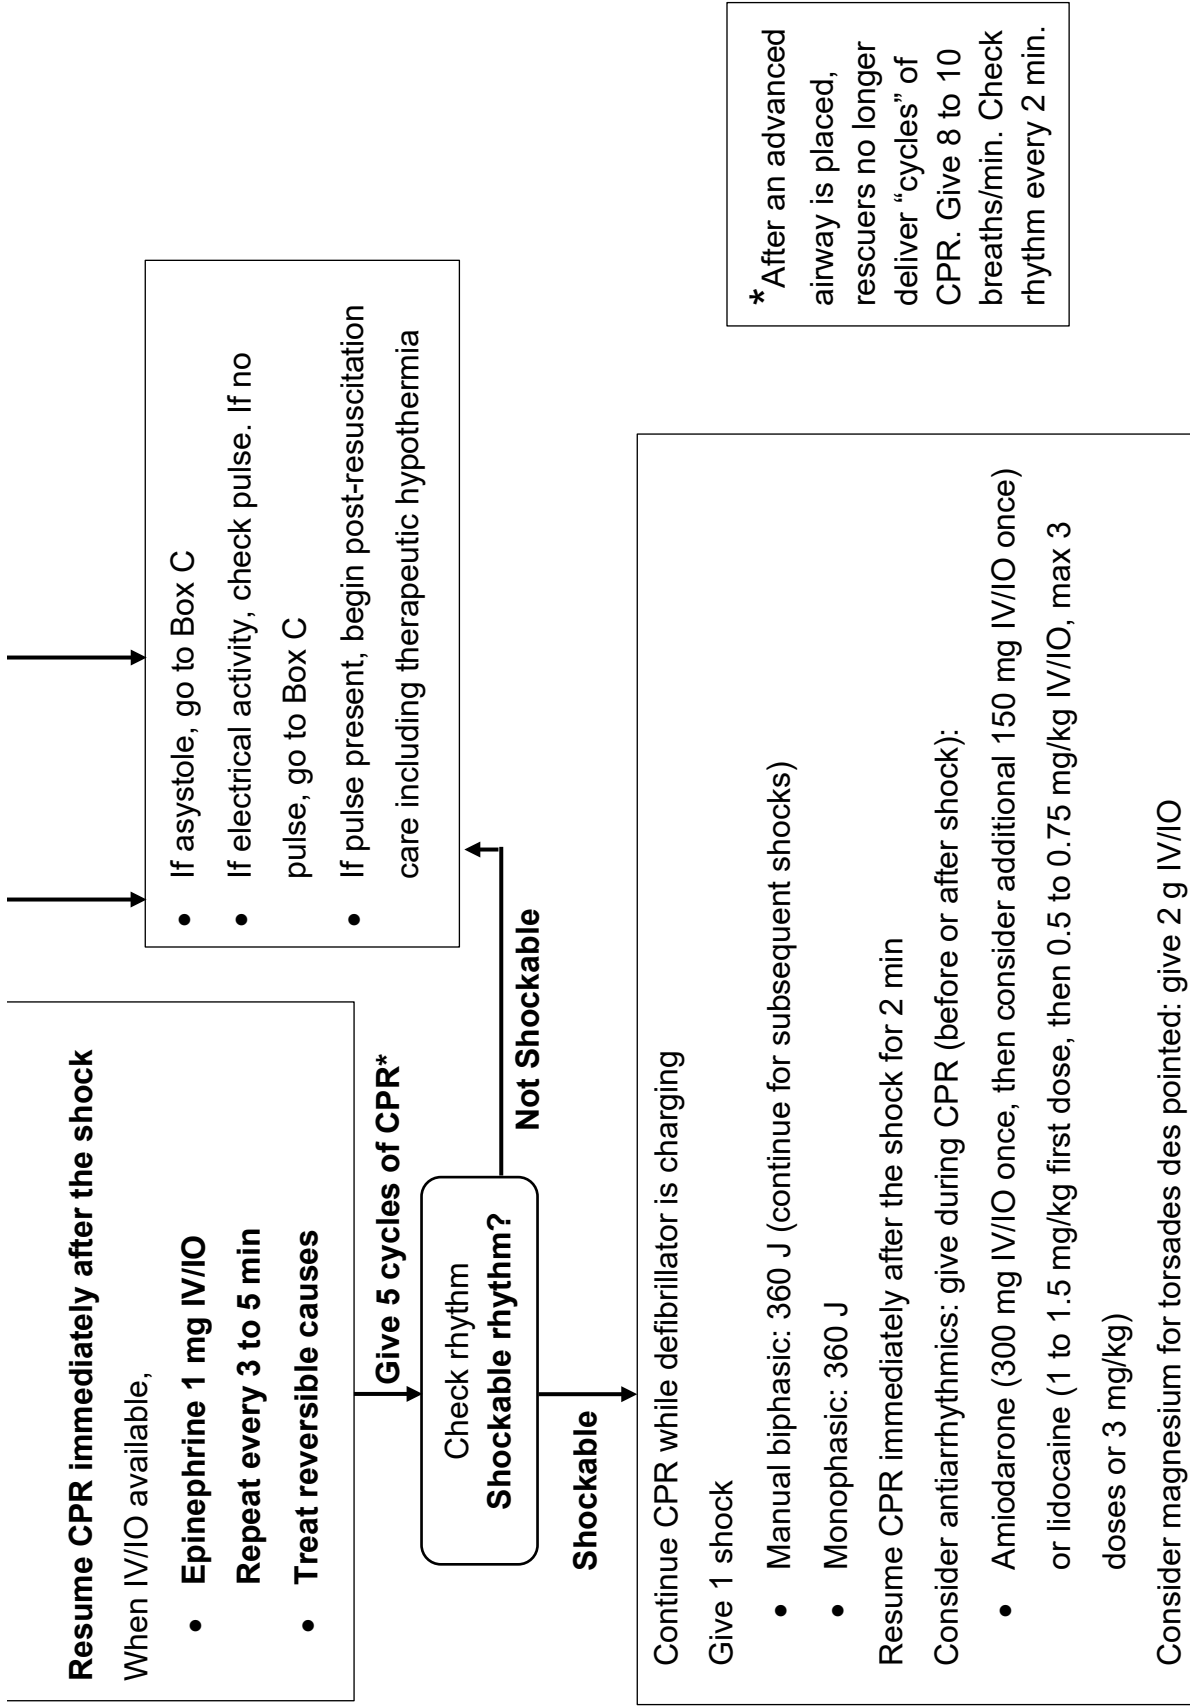 Resume CPR immediately after the shock
When IV/IO available,
• Epinephrine 1 mg IV/IO
Repeat every 3 to 5 min
• Treat reversible causes
Give 5 cycles of CPR*
Check rhythm
Shockable rhythm?
Not Shockable
Shockable
• If asystole, go to Box C
• If electrical activity, check pulse. If no
pulse, go to Box C
• If pulse present, begin post-resuscitation
care including therapeutic hypothermia
Continue CPR while defibrillator is charging
Give 1 shock
• Manual biphasic: 360 J (continue for subsequent shocks)
• Monophasic: 360 J
Resume CPR immediately after the shock for 2 min
Consider antiarrhythmics: give during CPR (before or after shock):
• Amiodarone (300 mg IV/IO once, then consider additional 150 mg IV/IO once)
or lidocaine (1 to 1.5 mg/kg first dose, then 0.5 to 0.75 mg/kg IV/IO, max 3
doses or 3 mg/kg)
Consider magnesium for torsades des pointed: give 2 g IV/IO
*After an advanced
airway is placed,
rescuers no longer
deliver “cycles” of
CPR. Give 8 to 10
breaths/min. Check
rhythm every 2 min.